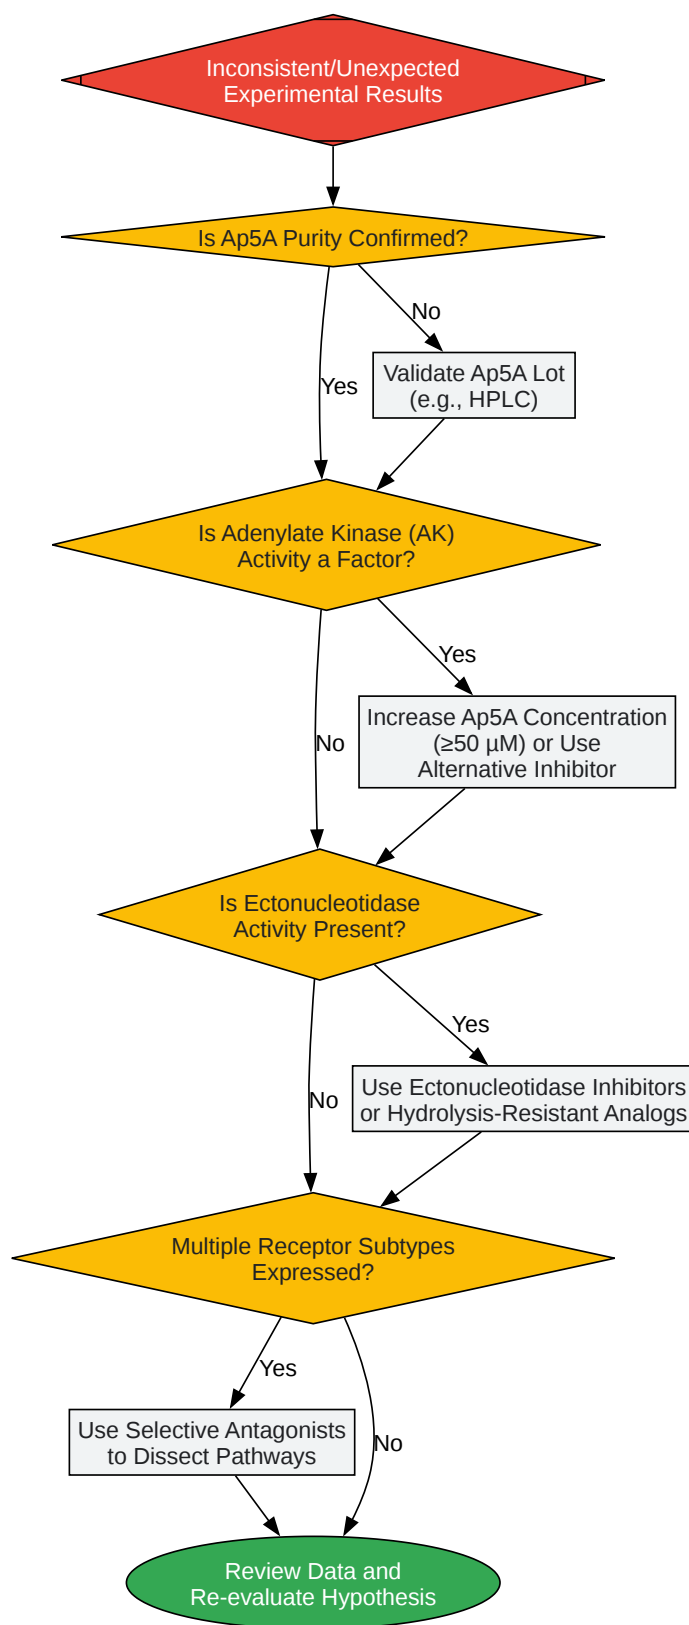 Inconsistent/Unexpected
Experimental Results
Is Ap5A Purity Confirmed?
No
Validate Ap5A Lot
(e.g., HPLC)
Yes
Is Adenylate Kinase (AK)
Activity a Factor?
Yes
Increase Ap5A Concentration
(≥50 µM) or Use
Alternative Inhibitor
No
Is Ectonucleotidase
Activity Present?
Yes
Use Ectonucleotidase Inhibitors
or Hydrolysis-Resistant Analogs
No
Multiple Receptor Subtypes
Expressed?
Yes
Use Selective Antagonists
to Dissect Pathways
No
Review Data and
Re-evaluate Hypothesis